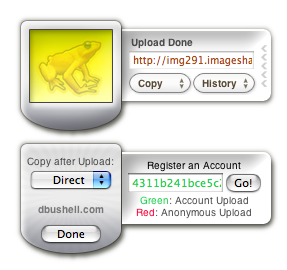 Upload Done
http://img291.imagesha
Copy
History
Copy after Upload:
Direct
dbushell.com
Done
Register an Account
4311b241bce5c2
Go!
Green: Account Upload
Red: Anonymous Upload